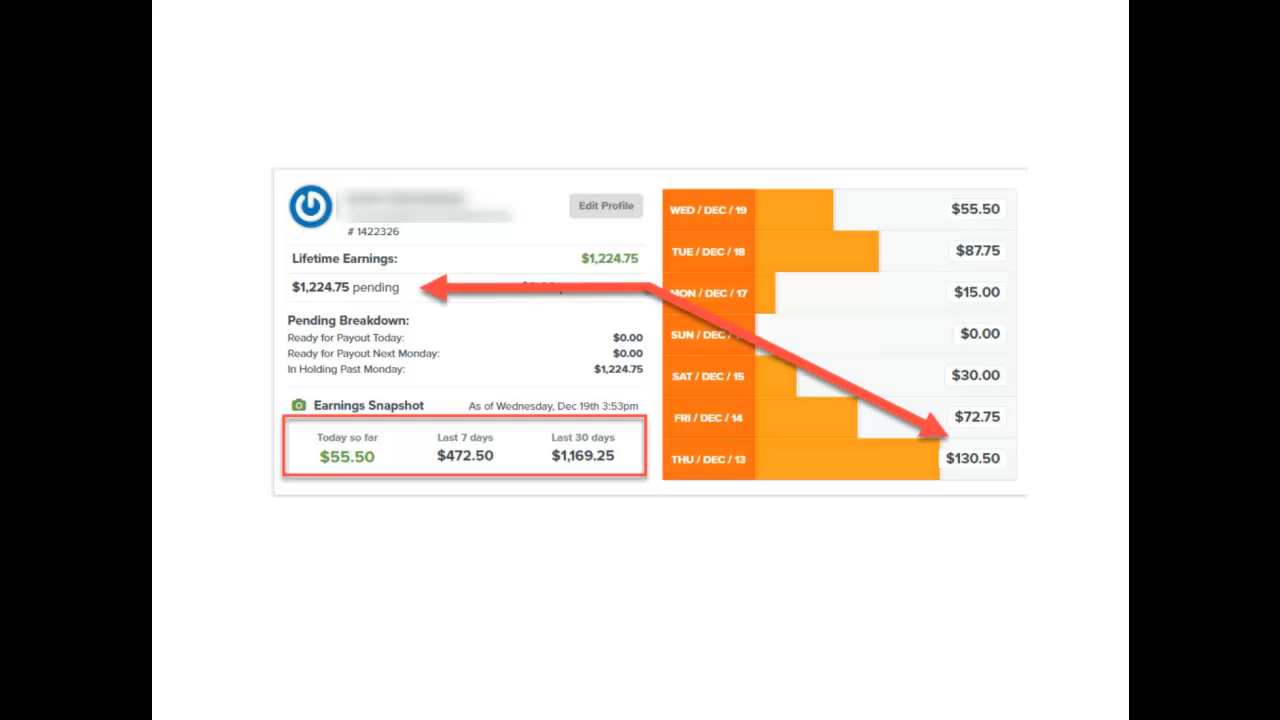 Edit Profile
# 1422326
Lifetime Earnings: $1,224.75
$1,224.75 pending
Pending Breakdown:
Ready for Payout Today: $0.00
Ready for Payout Next Monday: $0.00
In Holding Past Monday: $1,224.75
Earnings Snapshot As of Wednesday, Dec 19th 3:53pm
Today so far Last 7 days Last 30 days
$55.50 $472.50 $1,169.25
WED / DEC / 19 $55.50
TUE / DEC / 18 $87.75
MON / DEC / 17 $15.00
SUN / DEC / $0.00
SAT / DEC / 15 $30.00
FRI / DEC / 14 $72.75
THU / DEC / 13 $130.50